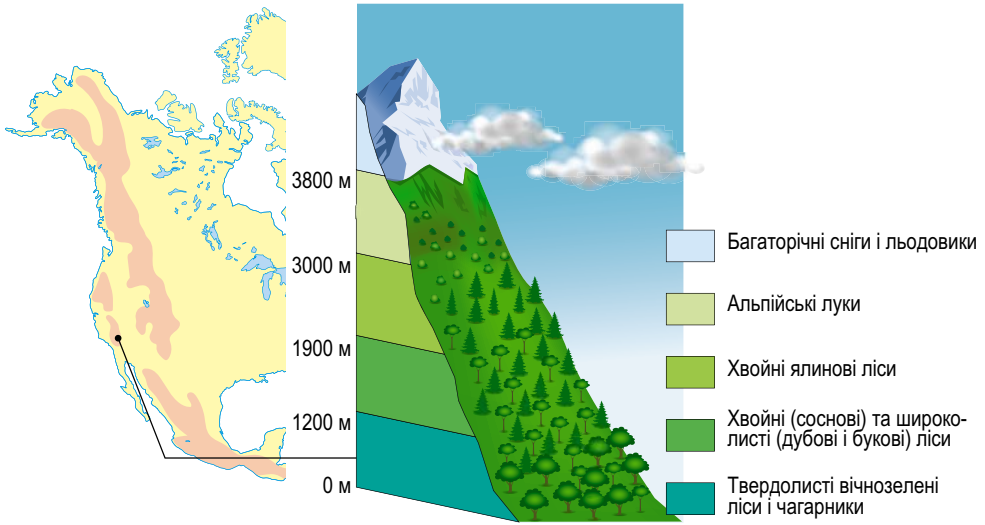 3800 м
3000 м
1900 м
1200 м
0 м
Багаторічні сніги і льодовики
Альпійські луки
Хвойні ялинові ліси
Хвойні (соснові) та широко-
листі (дубові і букові) ліси
Твердолисті вічнозелені
ліси і чагарники